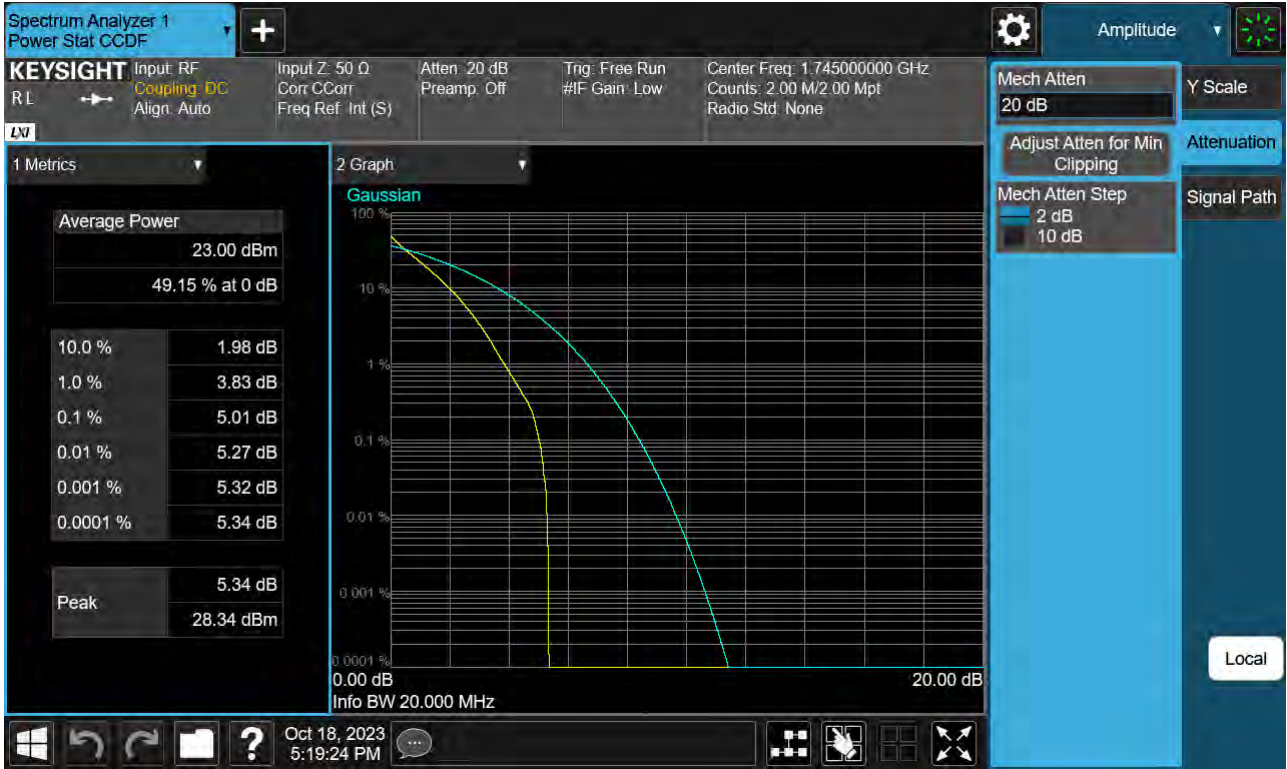 Spectrum Analyzer 1
Power Stat CCDF
Amplitude
KEYSIGHT
RL
LXI
Input: RF
Coupling: DC
Align: Auto
Input Z: 50 Ω
Corr CCorr
Freq Ref: Int (S)
Atten: 20 dB
Preamp: Off
Trig: Free Run
#IF Gain: Low
Center Freq: 1.745000000 GHz
Counts: 2.00 M/2.00 Mpt
Radio Std: None
1 Metrics
Average Power
23.00 dBm
49.15 % at 0 dB
10.0 % 1.98 dB
1.0 % 3.83 dB
0.1 % 5.01 dB
0.01 % 5.27 dB
0.001 % 5.32 dB
0.0001 % 5.34 dB
Peak
5.34 dB
28.34 dBm
2 Graph
Gaussian
100 %
10 %
1 %
0.1 %
0.01 %
0.001 %
0.0001 %
0.00 dB 20.00 dB
Info BW 20.000 MHz
Mech Atten
20 dB
Adjust Atten for Min
Clipping
Mech Atten Step
2 dB
10 dB
Y Scale
Attenuation
Signal Path
Local
?
Oct 18, 2023
5:19:24 PM